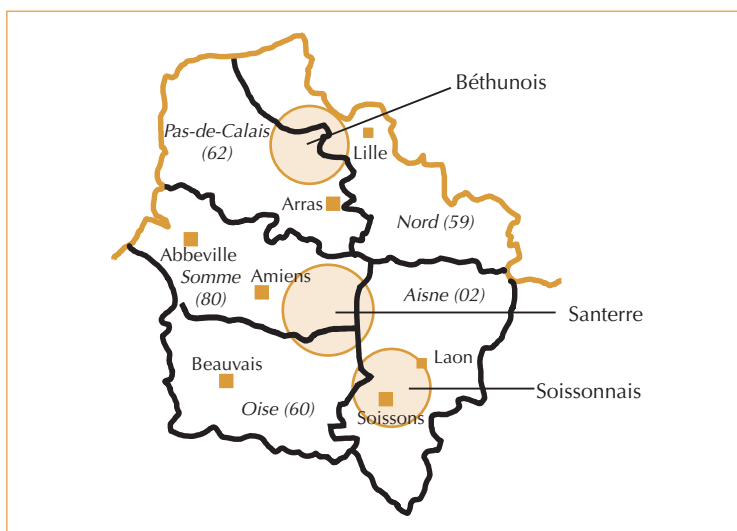 Béthunois
Pas-de-Calais
(62)
Lille
Arras
Nord (59)
Abbeville
Somme
(80)
Amiens
Aisne (02)
Santerre
Beauvais
Laon
Soissonnais
Oise (60)
Soissons